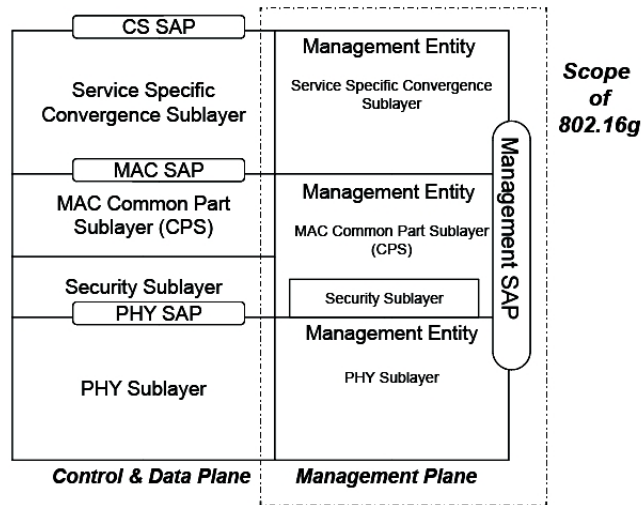 CS SAP
Service Specific
Convergence Sublayer
MAC SAP
MAC Common Part
Sublayer (CPS)
Security Sublayer
PHY SAP
PHY Sublayer
Control & Data Plane
Management Entity
Service Specific Convergence
Sublayer
Management Entity
MAC Common Part Sublayer
(CPS)
Security Sublayer
Management Entity
PHY Sublayer
Management Plane
Management SAP
Scope
of
802.16g